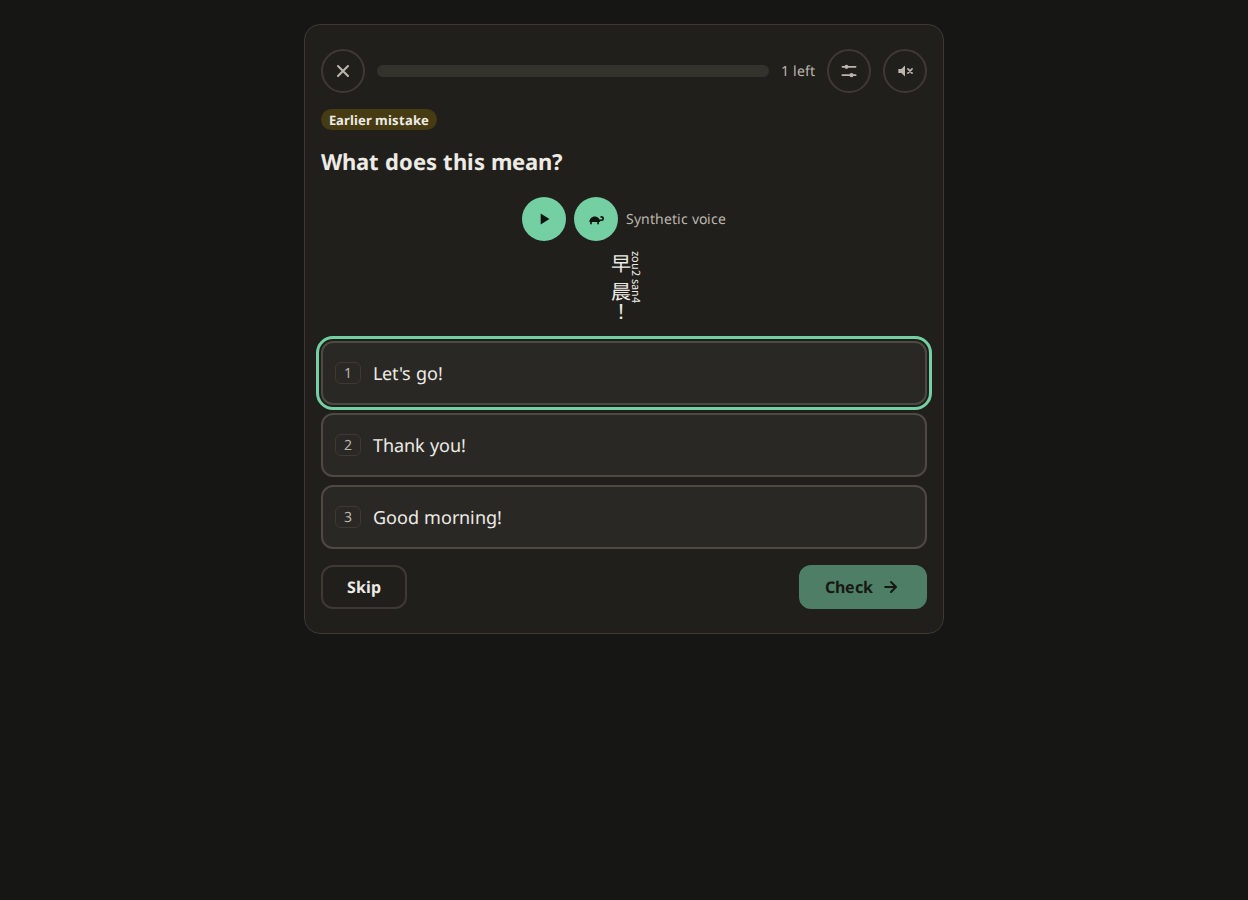 1 left
Earlier mistake
What does this mean?
Synthetic voice
早晨!
zou2 san4
1 Let's go!
2 Thank you!
3 Good morning!
Skip
Check